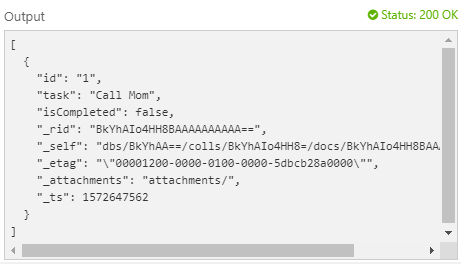 Output
Status: 200 OK
[
{
"id": "1",
"task": "Call Mom",
"isCompleted": false,
"_rid": "BkYhAIo4HH8BAAAAAAAAAA==",
"_self": "dbs/BkYhAA==/colls/BkYhAIo4HH8=/docs/BkYhAIo4HH8BAA
"_etag": "\"00001200-0000-0100-0000-5dbcb28a0000\"",
"_attachments": "attachments/",
"_ts": 1572647562
}
]